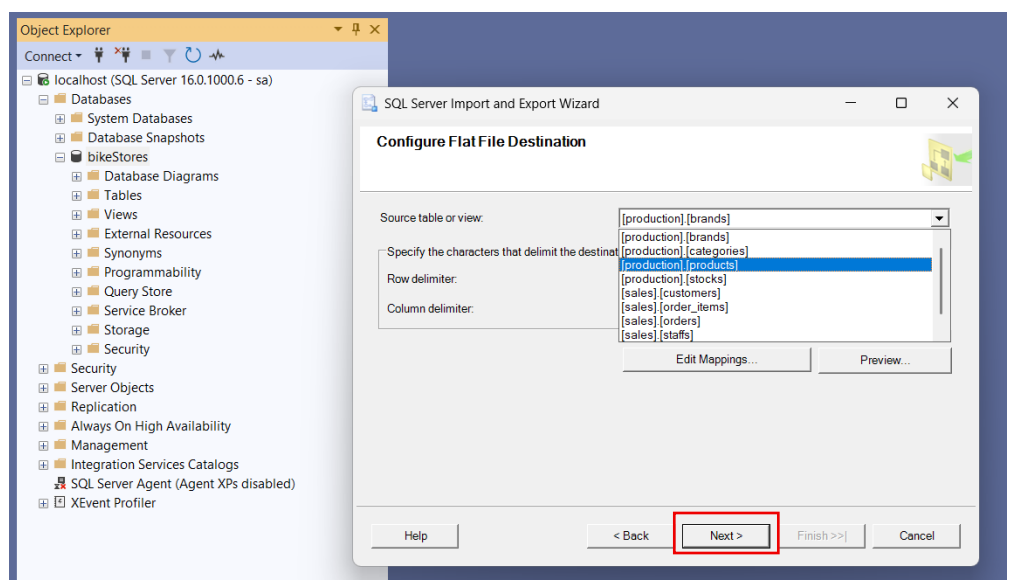 Object Explorer
Connect
localhost (SQL Server 16.0.1000.6 - sa)
Databases
System Databases
Database Snapshots
bikeStores
Database Diagrams
Tables
Views
External Resources
Synonyms
Programmability
Query Store
Service Broker
Storage
Security
Security
Server Objects
Replication
Always On High Availability
Management
Integration Services Catalogs
SQL Server Agent (Agent XPs disabled)
XEvent Profiler
SQL Server Import and Export Wizard
Configure Flat File Destination
Source table or view: [production].[brands]
[production].[brands]
Specify the characters that delimit the destinat [production].[categories]
[production].[products]
Row delimiter: [production].[stocks]
[sales].[customers]
Column delimiter: [sales].[order_items]
[sales].[orders]
[sales].[staffs]
Edit Mappings... Preview...
Help < Back Next > Finish >>| Cancel